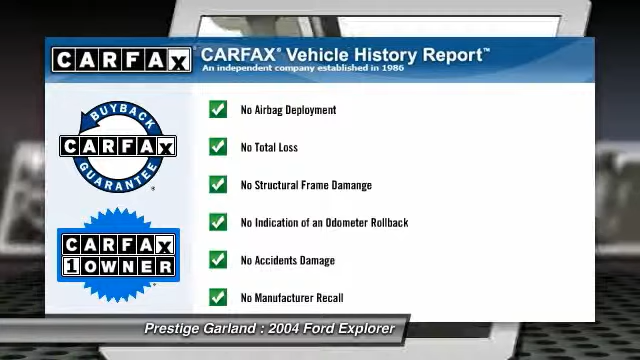 CARFAX
CARFAX® Vehicle History Report™
An independent company established in 1986
BUYBACK
CARFAX
GUARANTEE
CARFAX
1 OWNER
No Airbag Deployment
No Total Loss
No Structural Frame Damange
No Indication of an Odometer Rollback
No Accidents Damage
No Manufacturer Recall
Prestige Garland : 2004 Ford Explorer